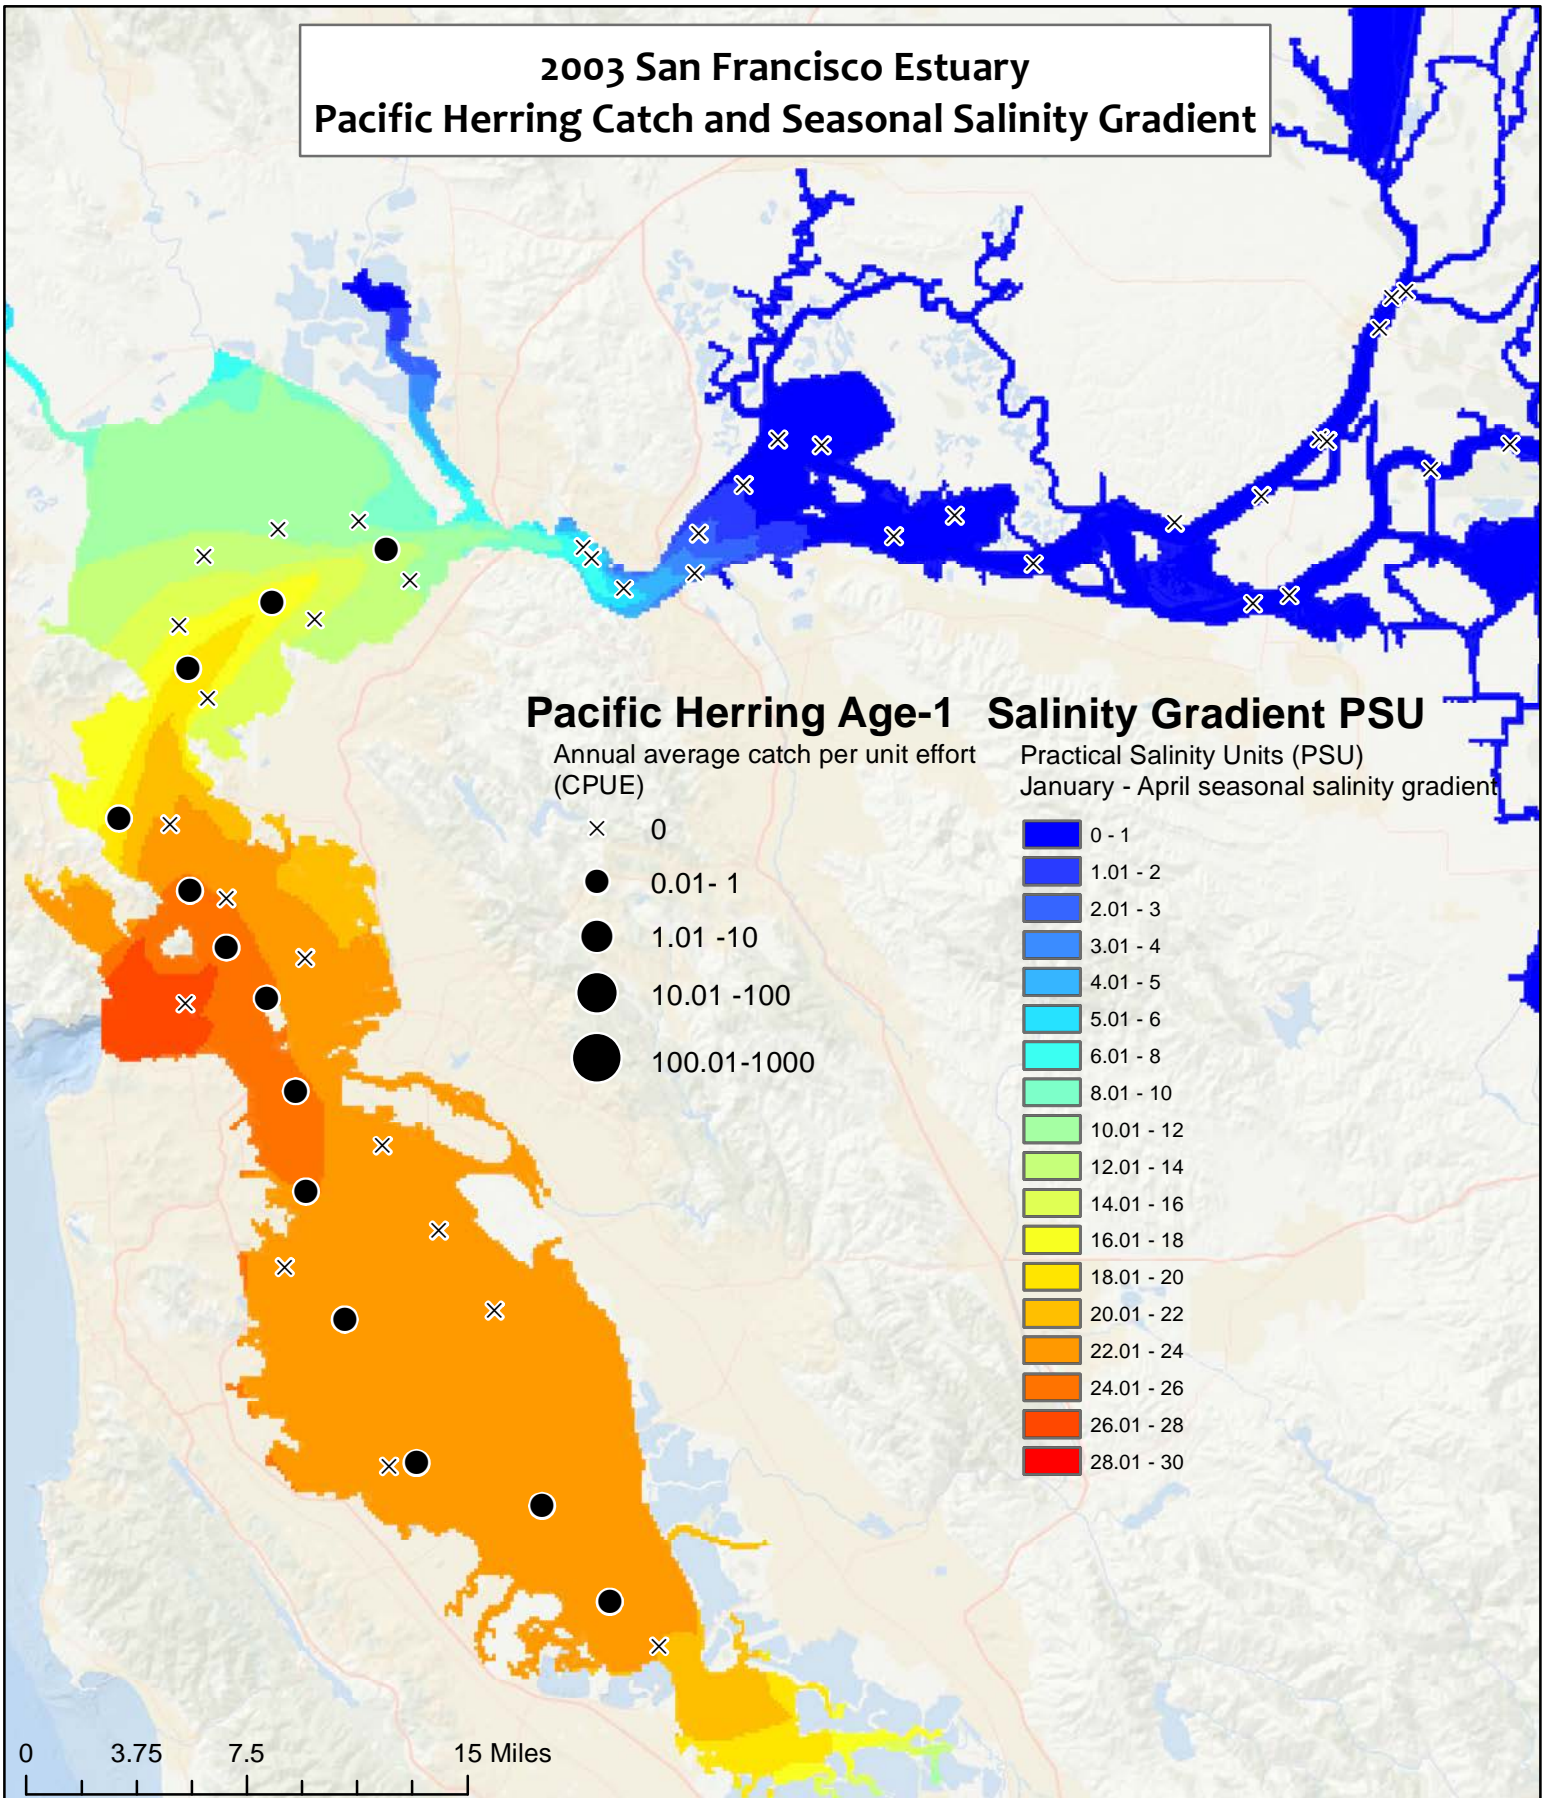 2003 San Francisco Estuary
Pacific Herring Catch and Seasonal Salinity Gradient
Pacific Herring Age-1
Annual average catch per unit effort
(CPUE)
0
0.01- 1
1.01 -10
10.01 -100
100.01-1000
Salinity Gradient PSU
Practical Salinity Units (PSU)
January - April seasonal salinity gradient
0 - 1
1.01 - 2
2.01 - 3
3.01 - 4
4.01 - 5
5.01 - 6
6.01 - 8
8.01 - 10
10.01 - 12
12.01 - 14
14.01 - 16
16.01 - 18
18.01 - 20
20.01 - 22
22.01 - 24
24.01 - 26
26.01 - 28
28.01 - 30
0 3.75 7.5 15 Miles